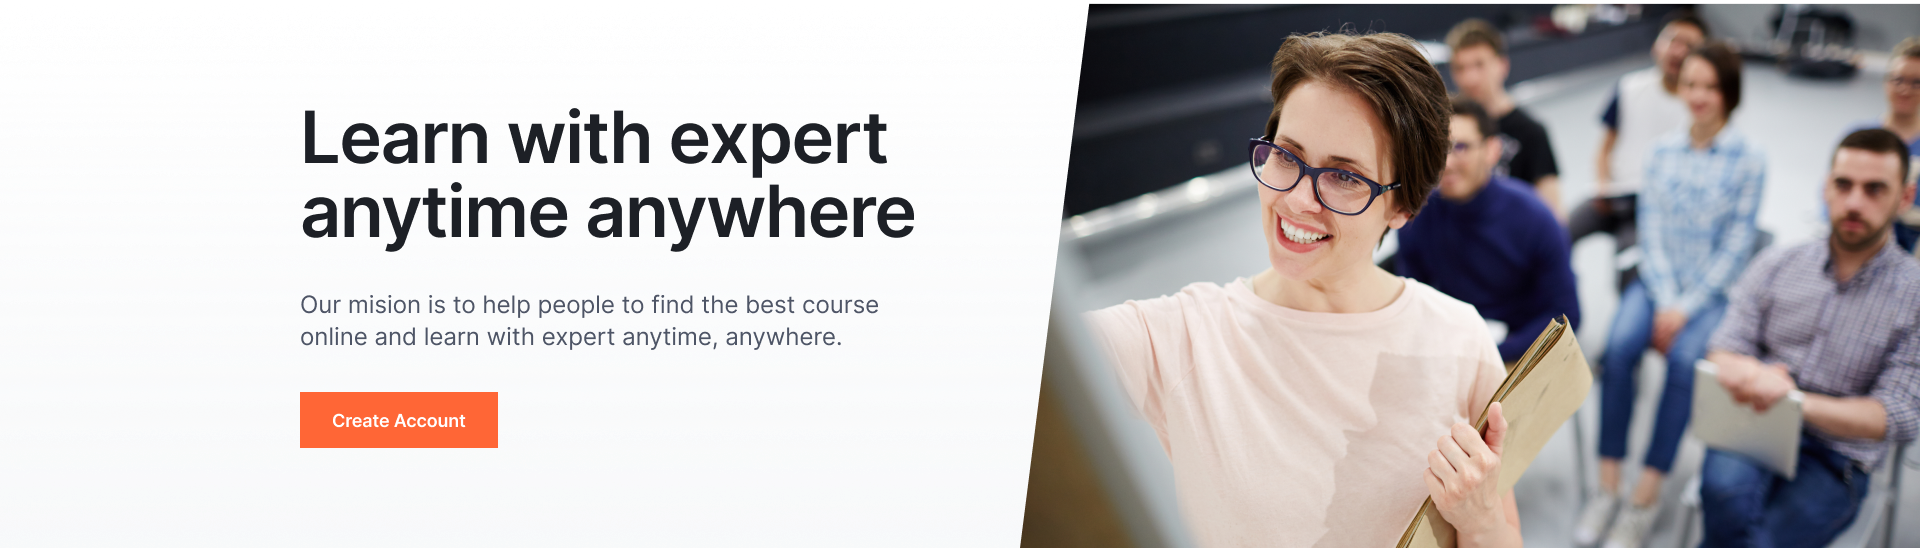 Learn with expert
anytime anywhere
Our mision is to help people to find the best course
online and learn with expert anytime, anywhere.
Create Account